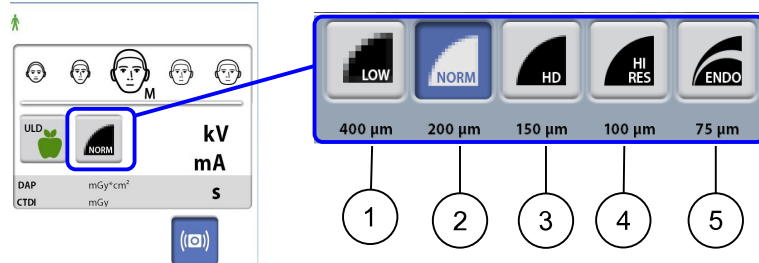 M
ULD
NORM
kV
mA
DAP mGy*cm²
s
CTDI mGy
LOW
NORM
HD
HI
RES
ENDO
400 µm
200 µm
150 µm
100 µm
75 µm
1
2
3
4
5